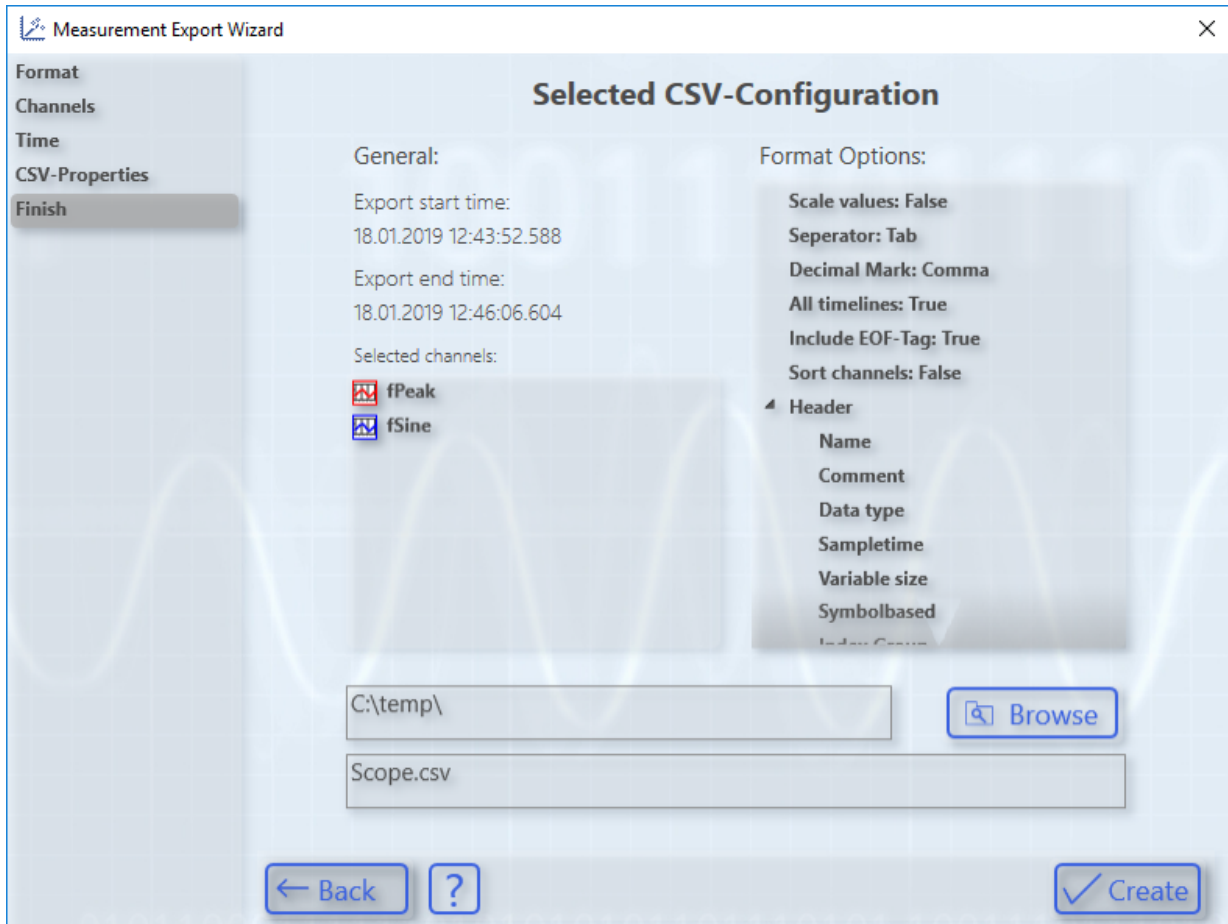 Measurement Export Wizard
Format
Channels
Time
CSV-Properties
Finish
Selected CSV-Configuration
General:
Export start time:
18.01.2019 12:43:52.588
Export end time:
18.01.2019 12:46:06.604
Selected channels:
fPeak
fSine
Format Options:
Scale values: False
Seperator: Tab
Decimal Mark: Comma
All timelines: True
Include EOF-Tag: True
Sort channels: False
Header
Name
Comment
Data type
Sampletime
Variable size
Symbolbased
Index Group
C:\temp\
Browse
Scope.csv
Back
?
Create